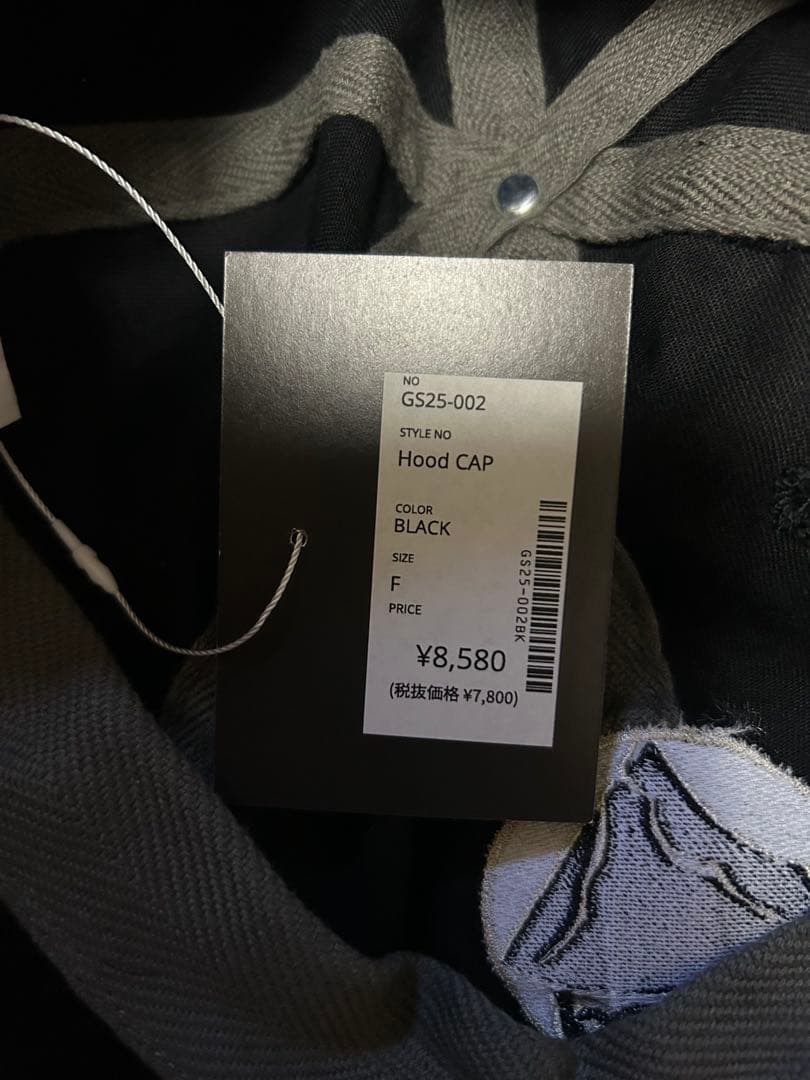 NO
GS25-002
STYLE NO
Hood CAP
COLOR
BLACK
SIZE
F
PRICE
¥8,580
(税抜価格 ¥7,800)
GS25-002BK